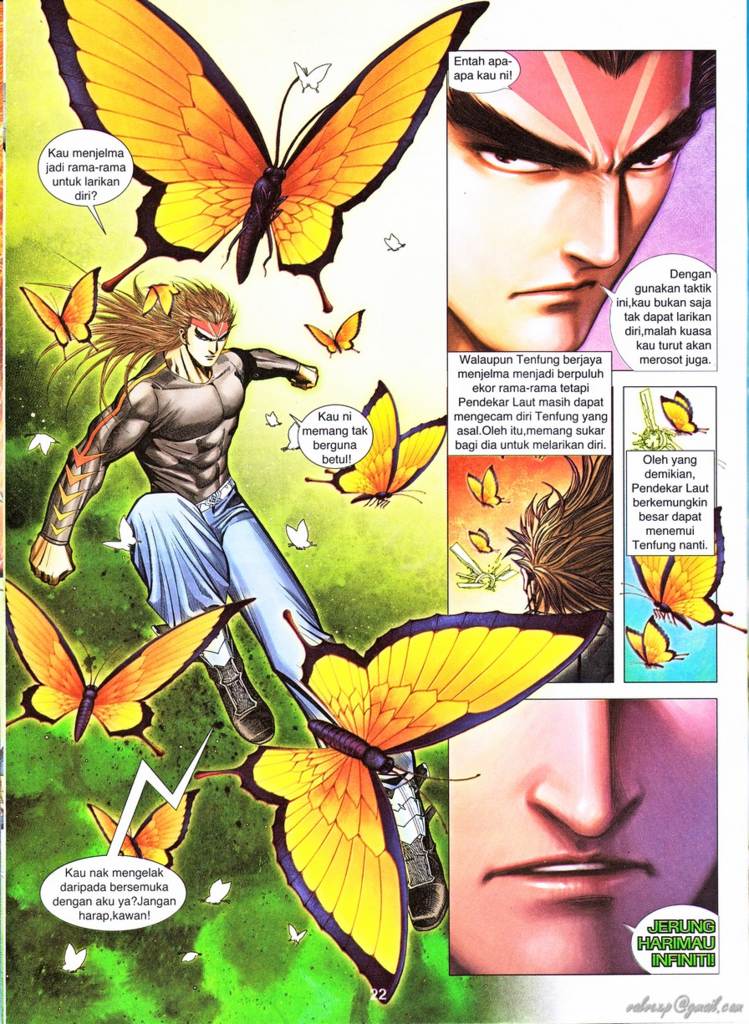 Kau menjelma
jadi rama-rama
untuk larikan
diri?
Kau ni
memang tak
berguna
betul!
Kau nak mengelak
daripada bersemuka
dengan aku ya?Jangan
harap,kawan!
Entah apa-
apa kau ni!
Dengan
gunakan taktik
ini,kau bukan saja
tak dapat larikan
diri,malah kuasa
kau turut akan
merosot juga.
Walaupun Tenfung berjaya
menjelma menjadi berpuluh
ekor rama-rama tetapi
Pendekar Laut masih dapat
mengecam diri Tenfung yang
asal.Oleh itu,memang sukar
bagi dia untuk melarikan diri.
Oleh yang
demikian,
Pendekar Laut
berkemungkinan
besar dapat
menemui
Tenfung nanti.
JERUNG
HARIMAU
INFINITI!
22